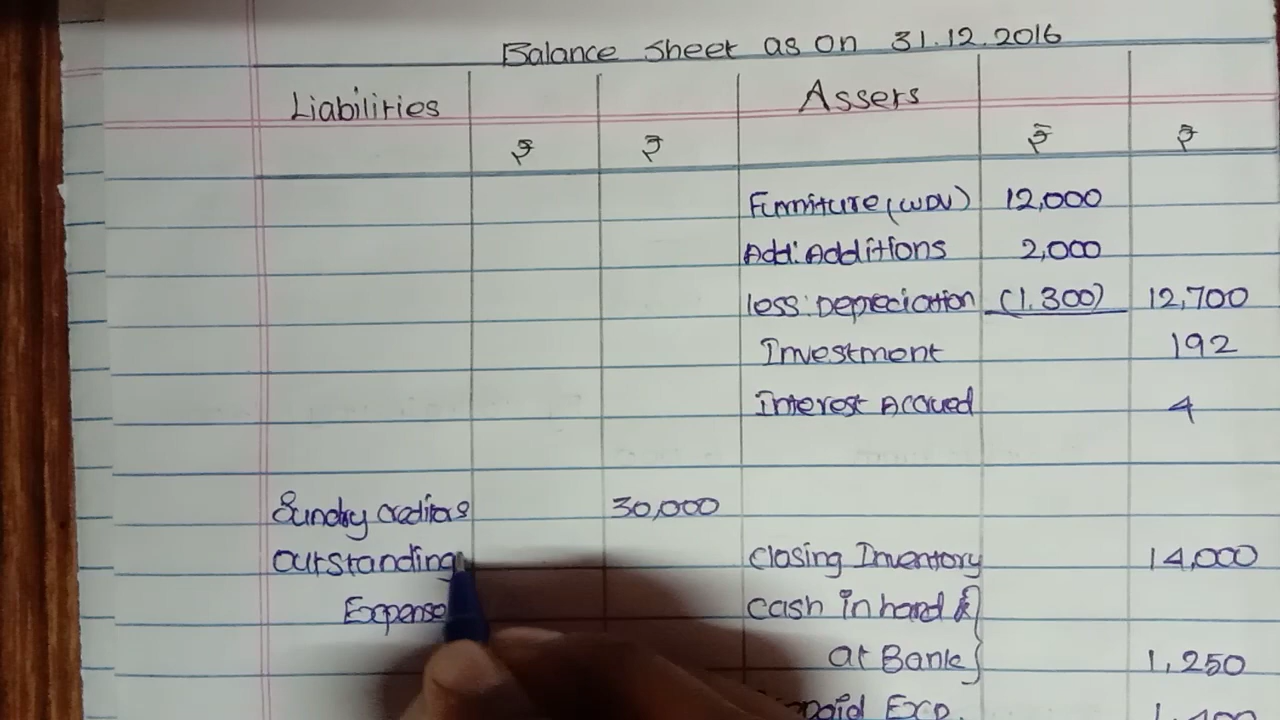 Balance Sheet as on 31.12.2016
Liabilities ₹ ₹ Assets ₹ ₹
Furniture (WDV) 12,000
Add: Additions 2,000
less: Depreciation (1,300) 12,700
Investment 192
Interest Accrued 4
Sundry Creditors 30,000
Outstanding Closing Inventory 14,000
Expense Cash in hand &
at Bank 1,250
Exp.